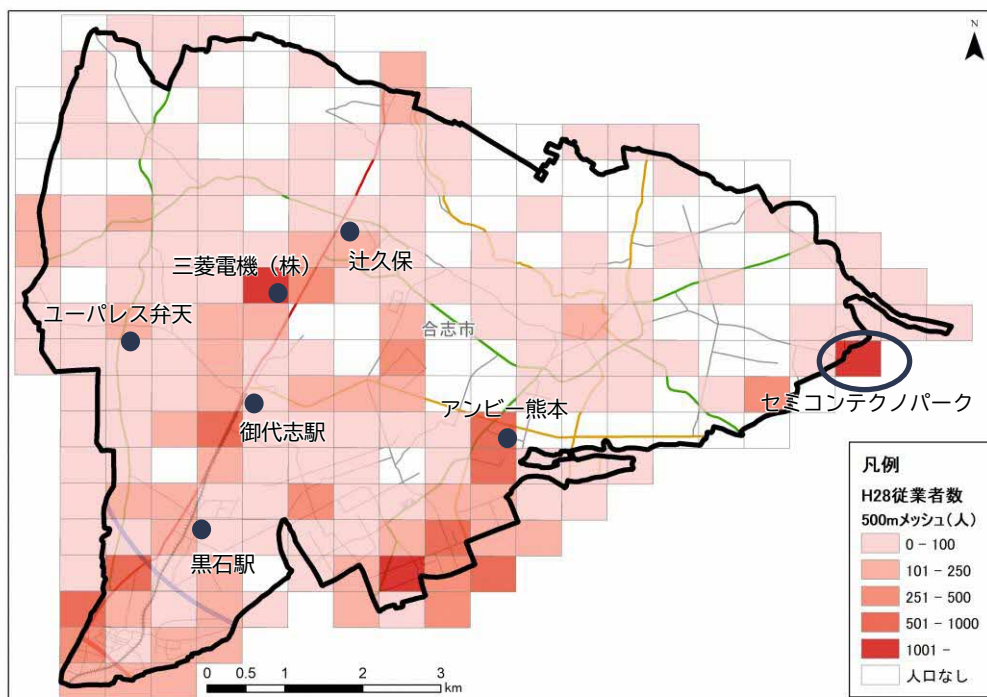 N
辻久保
三菱電機（株）
ユーパレス弁天
合志市
セミコンテクノパーク
アンビー熊本
御代志駅
黒石駅
凡例
H28従業者数
500mメッシュ(人)
0 - 100
101 - 250
251 - 500
501 - 1000
1001 -
人口なし
0 0.5 1 2 3
km